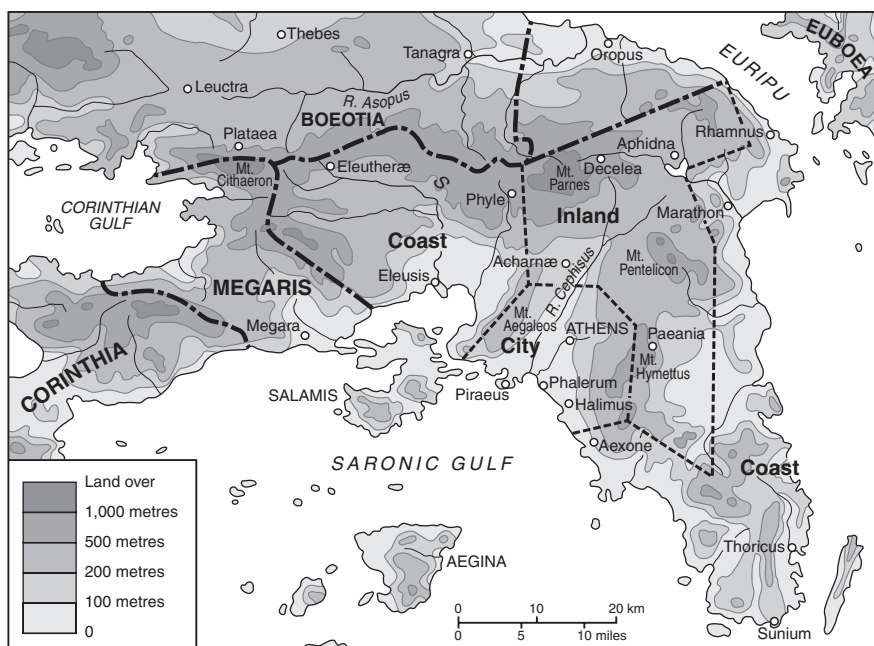 Thebes
Tanagra
Oropus
EURIPU
EUBOEA
Leuctra
R. Asopus
BOEOTIA
Plataea
Mt.
Cithaeron
Eleutheræ
S
Phyle
Mt.
Parnes
Decelea
Aphidna
Rhamnus
CORINTHIAN
GULF
Coast
Inland
Marathon
Acharnæ
R. Cephisus
Mt.
Pentelicon
Eleusis
MEGARIS
Megara
CORINTHIA
Mt.
Aegaleos
City
ATHENS
Paeania
Mt.
Hymettus
SALAMIS
Piraeus
Phalerum
Halimus
Aexone
SARONIC GULF
Coast
Thoricus
AEGINA
Sunium
Land over
1,000 metres
500 metres
200 metres
100 metres
0
0 10 20 km
0 5 10 miles